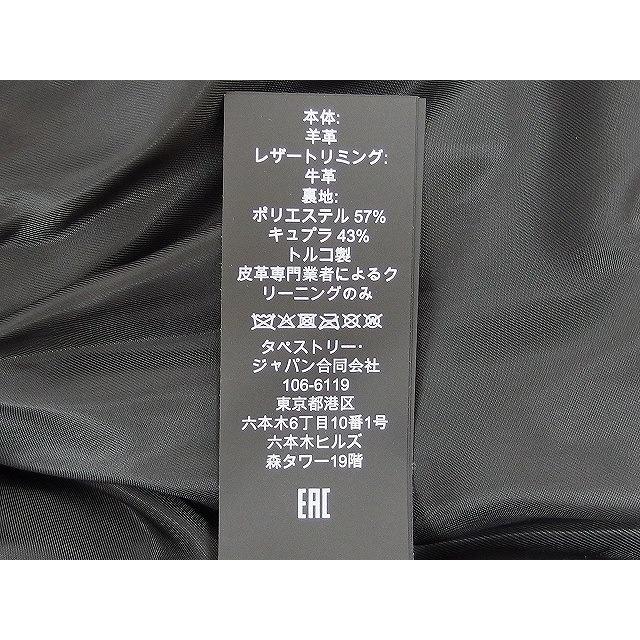 本体:
羊革
レザートリミング:
牛革
裏地:
ポリエステル 57%
キュプラ 43%
トルコ製
皮革専門業者によるク
リーニングのみ
タペストリー・
ジャパン合同会社
106-6119
東京都港区
六本木6丁目10番1号
六本木ヒルズ
森タワー19階
EAC